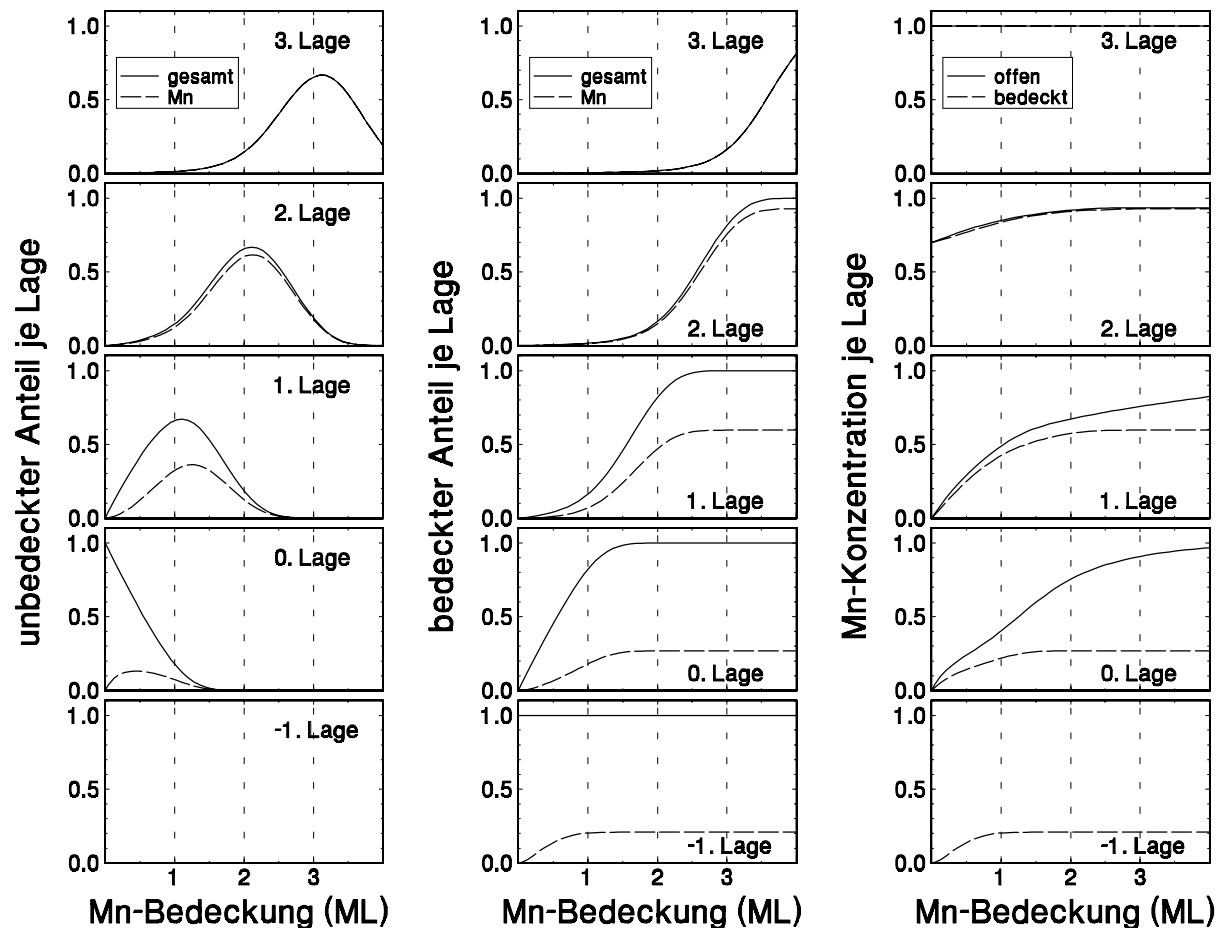 unbedeckter Anteil je Lage
1.0
0.5
0.0
3. Lage
gesamt
Mn
1.0
0.5
0.0
2. Lage
1.0
0.5
0.0
1. Lage
1.0
0.5
0.0
0. Lage
1.0
0.5
0.0
-1. Lage
1 2 3
Mn-Bedeckung (ML)
bedeckter Anteil je Lage
1.0
0.5
0.0
3. Lage
gesamt
Mn
1.0
0.5
0.0
2. Lage
1.0
0.5
0.0
1. Lage
1.0
0.5
0.0
0. Lage
1.0
0.5
0.0
-1. Lage
1 2 3
Mn-Bedeckung (ML)
Mn-Konzentration je Lage
1.0
0.5
0.0
3. Lage
offen
bedeckt
1.0
0.5
0.0
2. Lage
1.0
0.5
0.0
1. Lage
1.0
0.5
0.0
0. Lage
1.0
0.5
0.0
-1. Lage
1 2 3
Mn-Bedeckung (ML)